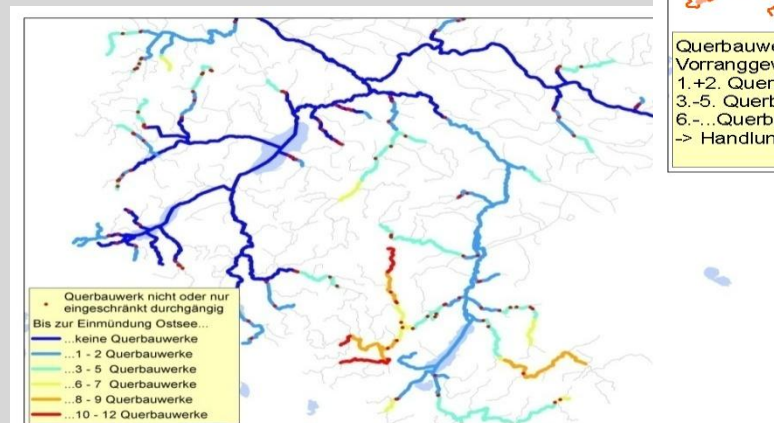 Querbauwerk nicht oder nur
eingeschränkt durchgängig
Bis zur Einmündung Ostsee...
...keine Querbauwerke
...1 - 2 Querbauwerke
...3 - 5 Querbauwerke
...6 - 7 Querbauwerke
...8 - 9 Querbauwerke
...10 - 12 Querbauwerke
Querbauwe
Vorranggev
1.+2. Quer
3.-5. Querb
6.-...Querb
-> Handlun